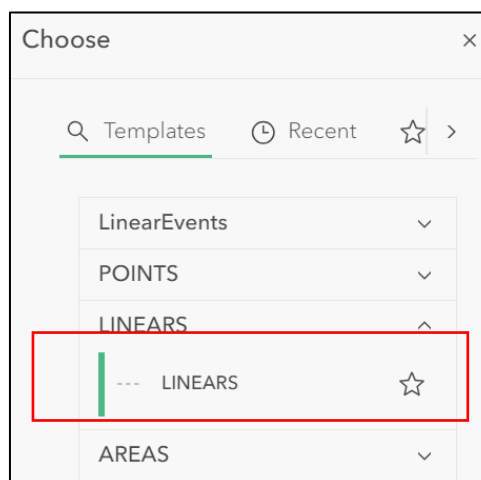 Choose
Templates Recent
LinearEvents
POINTS
LINEARS
LINEARS
AREAS